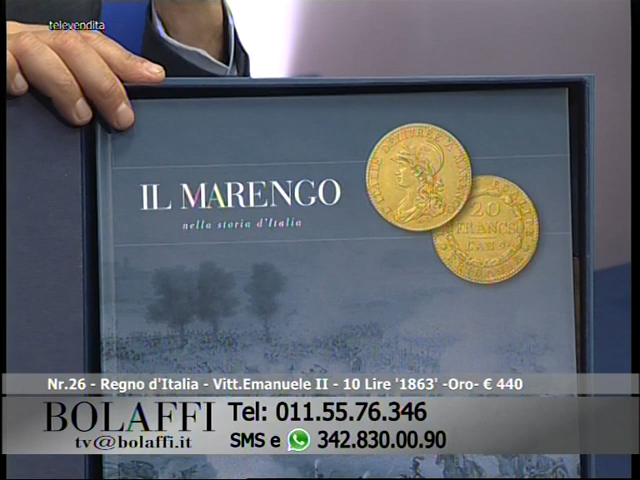 televendita
IL MARENGO
nella storia d'Italia
20
FRANCS
Nr.26 - Regno d'Italia - Vitt.Emanuele II - 10 Lire '1863' -Oro- € 440
BOLAFFI
tv@bolaffi.it
Tel: 011.55.76.346
SMS e 342.830.00.90